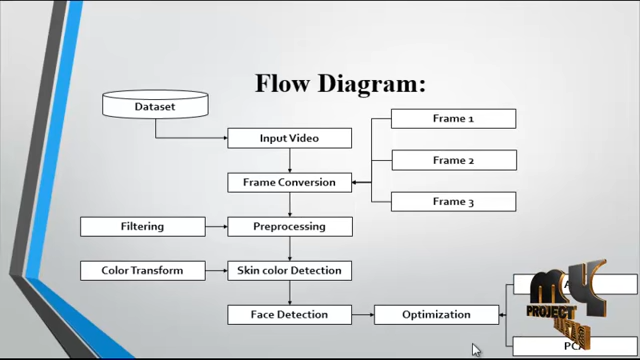 Flow Diagram:
Dataset
Input Video
Frame 1
Frame 2
Frame 3
Frame Conversion
Filtering
Preprocessing
Color Transform
Skin color Detection
Face Detection
Optimization
MY
PROJECT